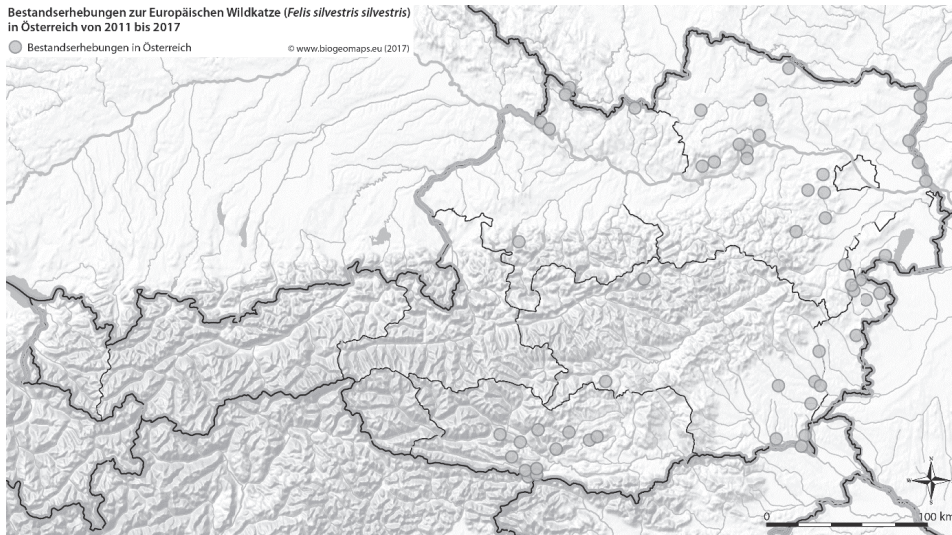 Bestandserhebungen zur Europäischen Wildkatze (Felis silvestris silvestris)
in Österreich von 2011 bis 2017
Bestandserhebungen in Österreich
© www.biogeomaps.eu (2017)
N
W
0 100 km